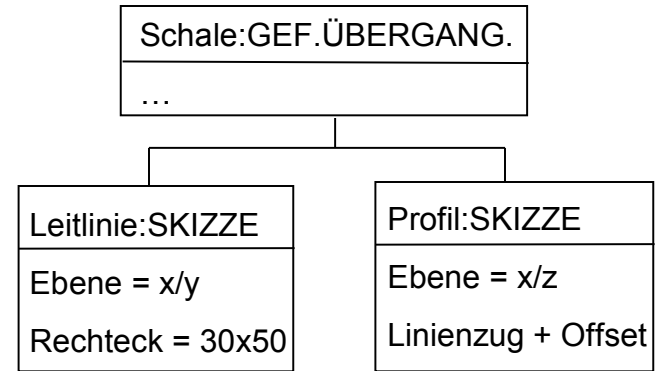 Schale:GEF.ÜBERGANG.
…
Leitlinie:SKIZZE
Ebene = x/y
Rechteck = 30x50
Profil:SKIZZE
Ebene = x/z
Linienzug + Offset